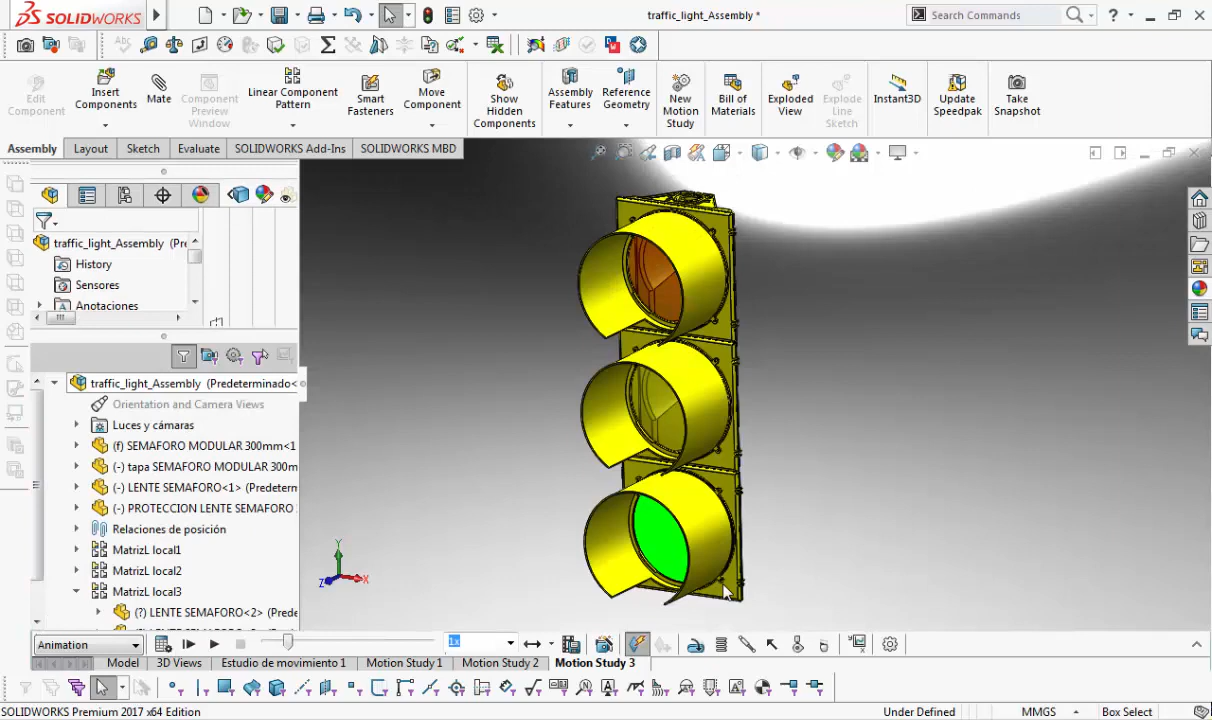 SOLIDWORKS
traffic_light_Assembly *
Search Commands
Edit Component
Insert Components
Mate
Component Preview Window
Linear Component Pattern
Smart Fasteners
Move Component
Show Hidden Components
Assembly Features
Reference Geometry
New Motion Study
Bill of Materials
Exploded View
Explode Line Sketch
Instant3D
Update Speedpak
Take Snapshot
Assembly
Layout
Sketch
Evaluate
SOLIDWORKS Add-Ins
SOLIDWORKS MBD
traffic_light_Assembly (Pre
History
Sensores
Anotaciones
traffic_light_Assembly (Predeterminado<
Orientation and Camera Views
Luces y cámaras
(f) SEMAFORO MODULAR 300mm<1
(-) tapa SEMAFORO MODULAR 300m
(-) LENTE SEMAFORO<1> (Predetern
(-) PROTECCION LENTE SEMAFORO
Relaciones de posición
MatrizL local1
MatrizL local2
MatrizL local3
(?) LENTE SEMAFORO<2> (Prede
Y
Z
X
Animation
1x
Model
3D Views
Estudio de movimiento 1
Motion Study 1
Motion Study 2
Motion Study 3
SOLIDWORKS Premium 2017 x64 Edition
Under Defined
MMGS
Box Select